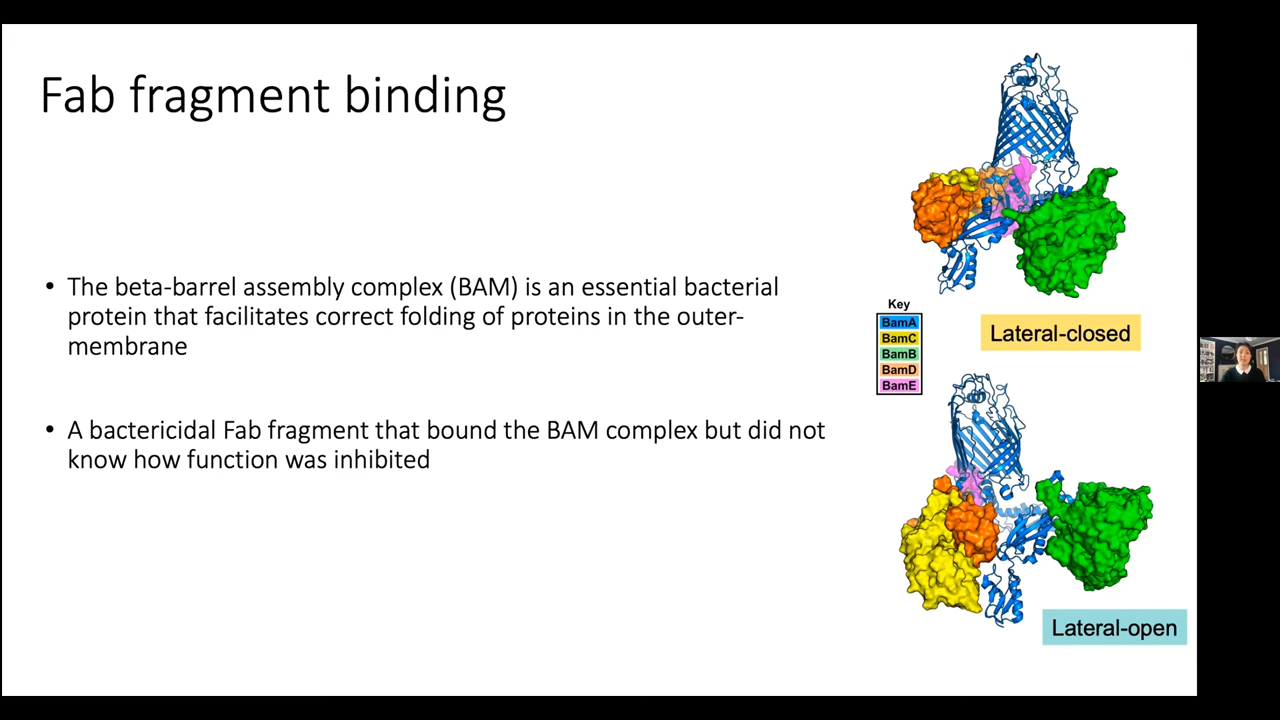 Fab fragment binding
• The beta-barrel assembly complex (BAM) is an essential bacterial
protein that facilitates correct folding of proteins in the outer-
membrane
• A bactericidal Fab fragment that bound the BAM complex but did not
know how function was inhibited
Key
BamA
BamC
BamB
BamD
BamE
Lateral-closed
Lateral-open